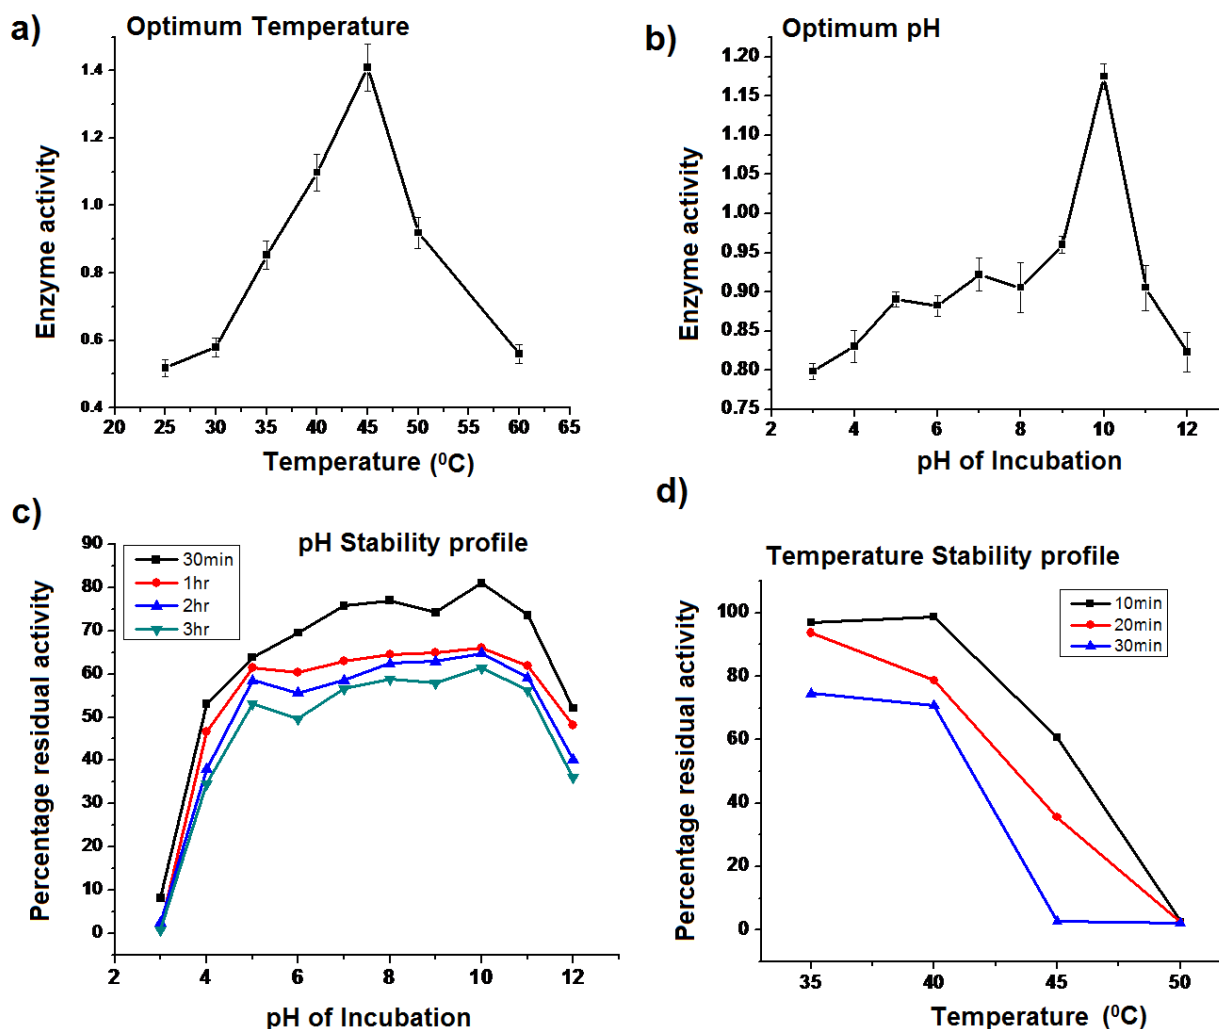 a)
Optimum Temperature
Enzyme activity
1.4
1.2
1.0
0.8
0.6
0.4
20 25 30 35 40 45 50 55 60 65
Temperature (⁰C)
b)
Optimum pH
Enzyme activity
1.20
1.15
1.10
1.05
1.00
0.95
0.90
0.85
0.80
0.75
2 4 6 8 10 12
pH of Incubation
c)
pH Stability profile
30min
1hr
2hr
3hr
Percentage residual activity
90
80
70
60
50
40
30
20
10
0
2 4 6 8 10 12
pH of Incubation
d)
Temperature Stability profile
10min
20min
30min
Percentage residual activity
100
80
60
40
20
0
35 40 45 50
Temperature (⁰C)